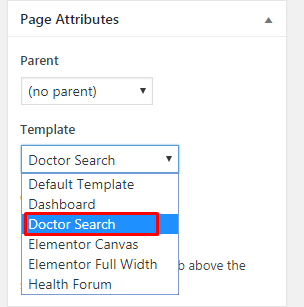 Page Attributes
Parent
(no parent)
Template
Doctor Search
Default Template
Dashboard
Doctor Search
Elementor Canvas
Elementor Full Width
above the
Health Forum